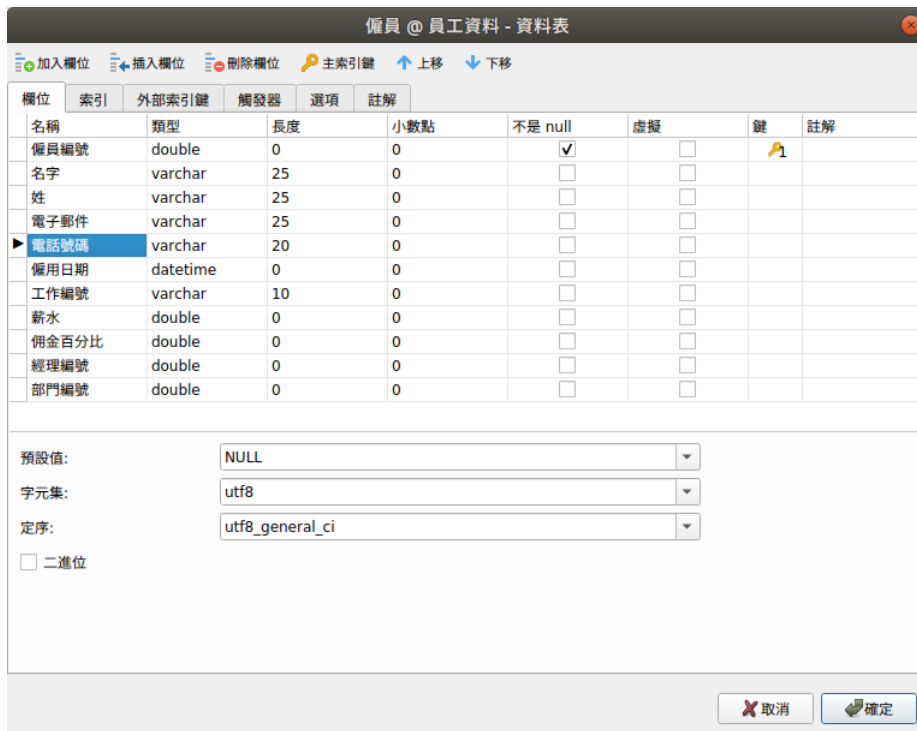 僱員 @ 員工資料 - 資料表
加入欄位 插入欄位 刪除欄位 主索引鍵 上移 下移
欄位 索引 外部索引鍵 觸發器 選項 註解
名稱 類型 長度 小數點 不是 null 虛擬 鍵 註解
僱員編號 double 0 0 1
名字 varchar 25 0
姓 varchar 25 0
電子郵件 varchar 25 0
電話號碼 varchar 20 0
僱用日期 datetime 0 0
工作編號 varchar 10 0
薪水 double 0 0
佣金百分比 double 0 0
經理編號 double 0 0
部門編號 double 0 0
預設值: NULL
字元集: utf8
定序: utf8_general_ci
二進位
取消 確定